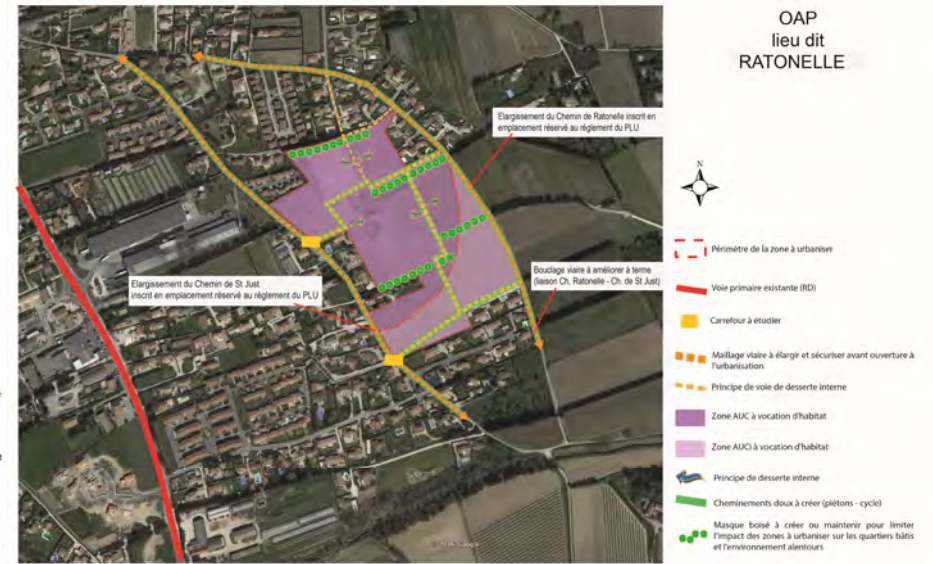 OAP
lieu dit
RATONELLE
Elargissement du Chemin de Ratonelle inscrit en
emplacement réservé au réglement du PLU
N
Elargissement du Chemin de St Just
inscrit en emplacement réservé au réglement du PLU
Bouclage viaire à améliorer à terme
(liaison Ch. Ratonelle - Ch. de St Just)
Périmètre de la zone à urbaniser
Voie primaire existante (RD)
Carrefour à étudier
Maillage viaire à élargir et sécuriser avant ouverture à
l'urbanisation
Principe de voie de desserte interne
Zone AUC à vocation d'habitat
Zone AUCi à vocation d'habitat
Principe de desserte interne
Cheminements doux à créer (piétons - cycle)
Masque boisé à créer ou maintenir pour limiter
l'impact des zones à urbaniser sur les quartiers bâtis
et l'environnement alentours